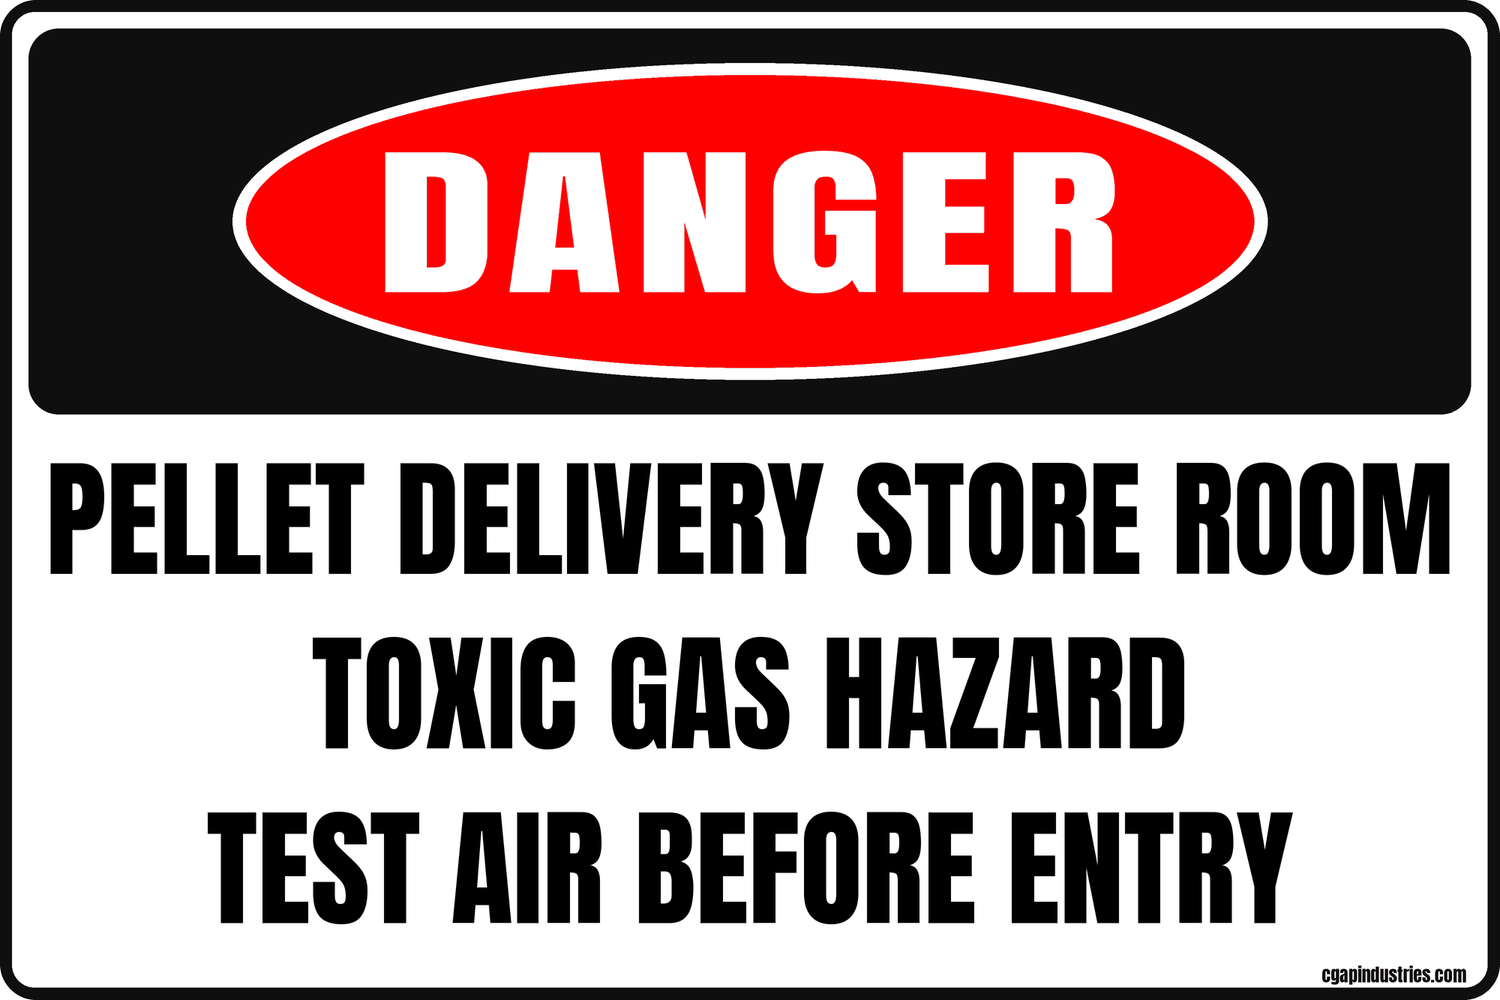 DANGER
PELLET DELIVERY STORE ROOM
TOXIC GAS HAZARD
TEST AIR BEFORE ENTRY
cgapindustries.com